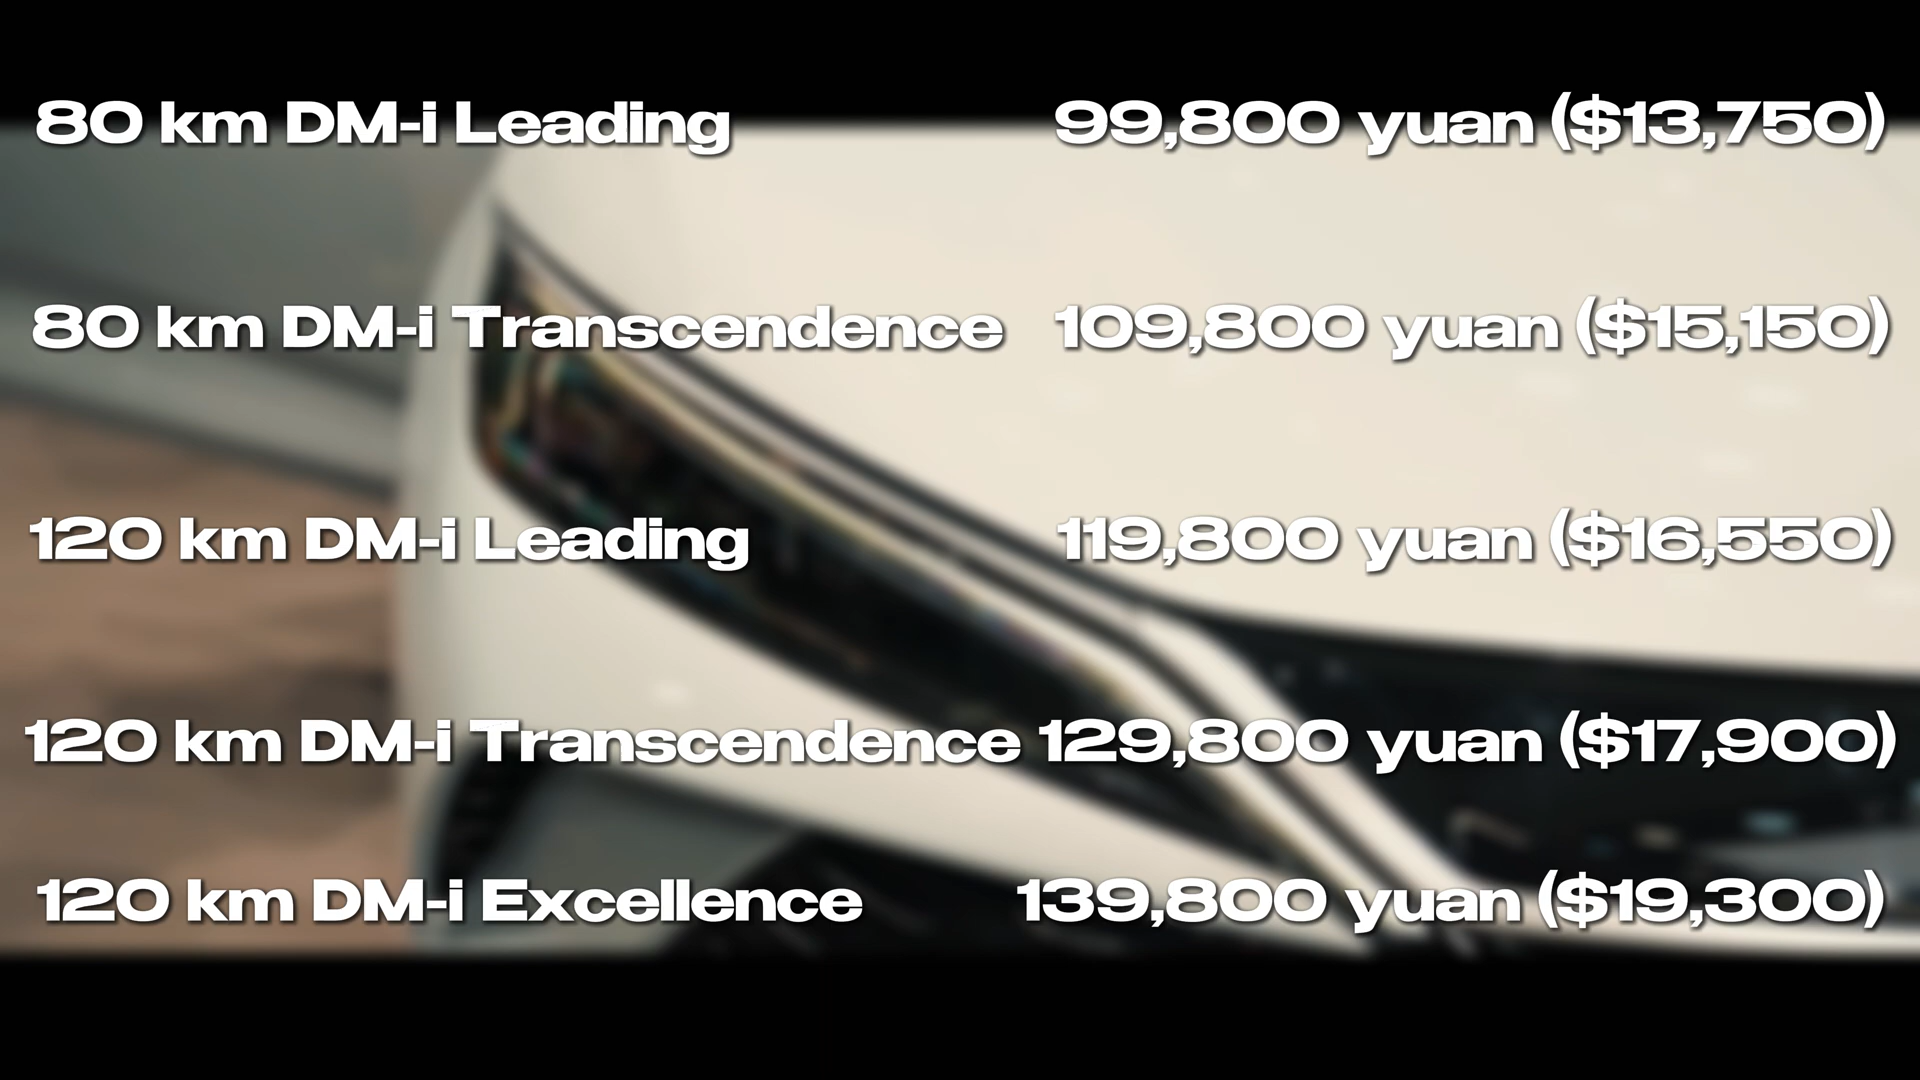 80 km DM-i Leading 99,800 yuan ($13,750)
80 km DM-i Transcendence 109,800 yuan ($15,150)
120 km DM-i Leading 119,800 yuan ($16,550)
120 km DM-i Transcendence 129,800 yuan ($17,900)
120 km DM-i Excellence 139,800 yuan ($19,300)